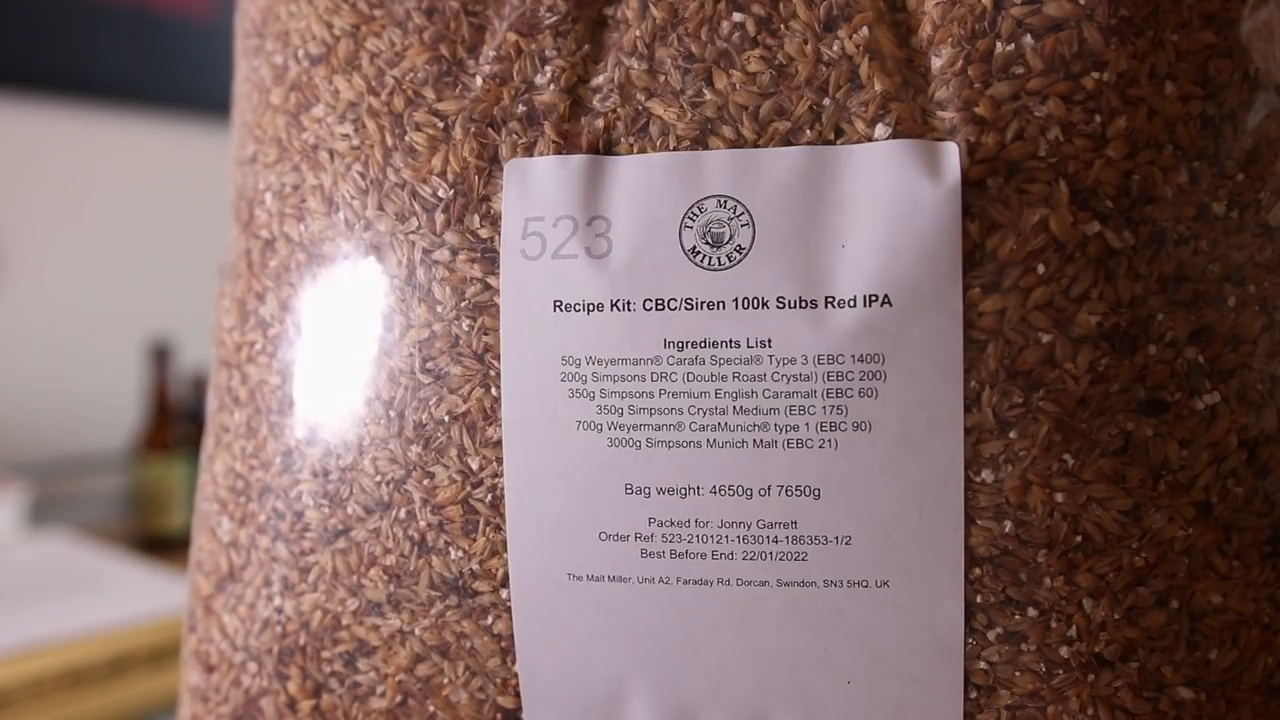 523
THE MALT MILLER
Recipe Kit: CBC/Siren 100k Subs Red IPA
Ingredients List
50g Weyermann® Carafa Special® Type 3 (EBC 1400)
200g Simpsons DRC (Double Roast Crystal) (EBC 200)
350g Simpsons Premium English Caramalt (EBC 60)
350g Simpsons Crystal Medium (EBC 175)
700g Weyermann® CaraMunich® type 1 (EBC 90)
3000g Simpsons Munich Malt (EBC 21)
Bag weight: 4650g of 7650g
Packed for: Jonny Garrett
Order Ref: 523-210121-163014-186353-1/2
Best Before End: 22/01/2022
The Malt Miller, Unit A2, Faraday Rd, Dorcan, Swindon, SN3 5HQ. UK